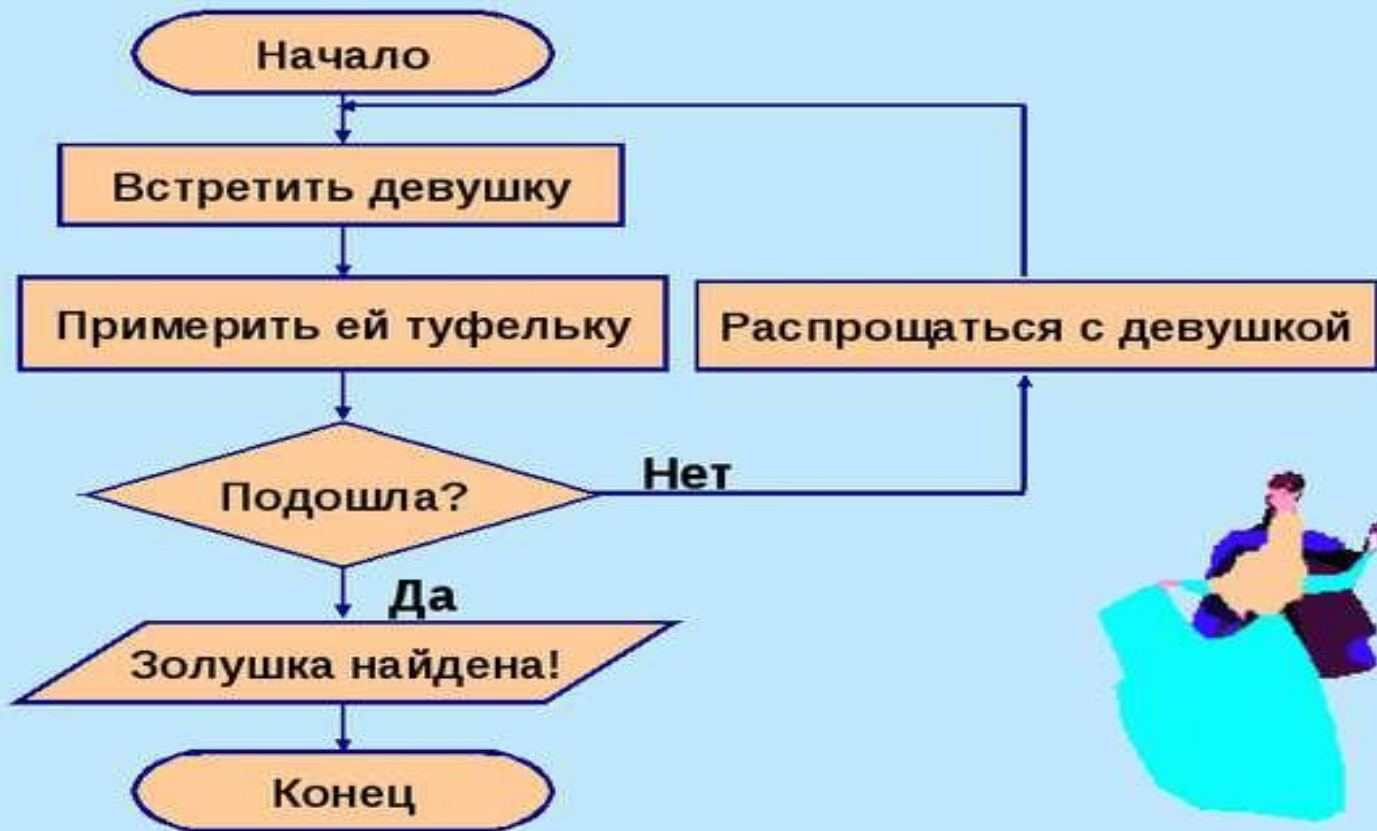 Начало
Встретить девушку
Примерить ей туфельку
Распрощаться с девушкой
Подошла?
Нет
Да
Золушка найдена!
Конец